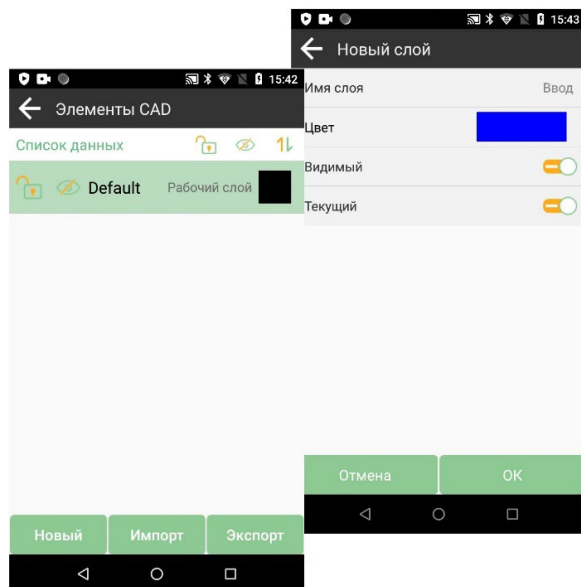 15:42
Элементы CAD
Список данных
Default Рабочий слой
Новый Импорт Экспорт
15:43
Новый слой
Имя слоя Ввод
Цвет
Видимый
Текущий
Отмена OK